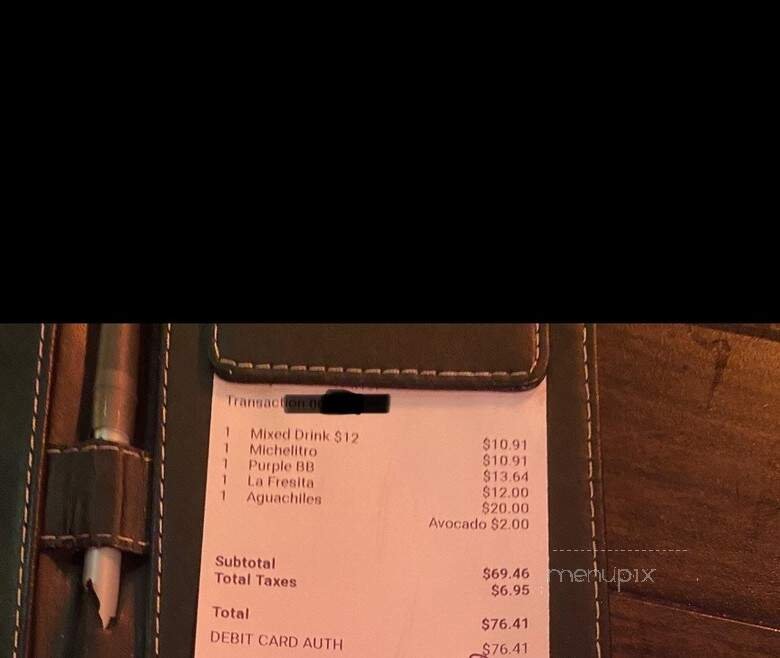 Transaction
1 Mixed Drink $12 $10.91
1 Michelitro $10.91
1 Purple BB $13.64
1 La Fresita $12.00
1 Aguachiles $20.00
Avocado $2.00
Subtotal $69.46
Total Taxes $6.95
Total $76.41
DEBIT CARD AUTH $76.41
menupix